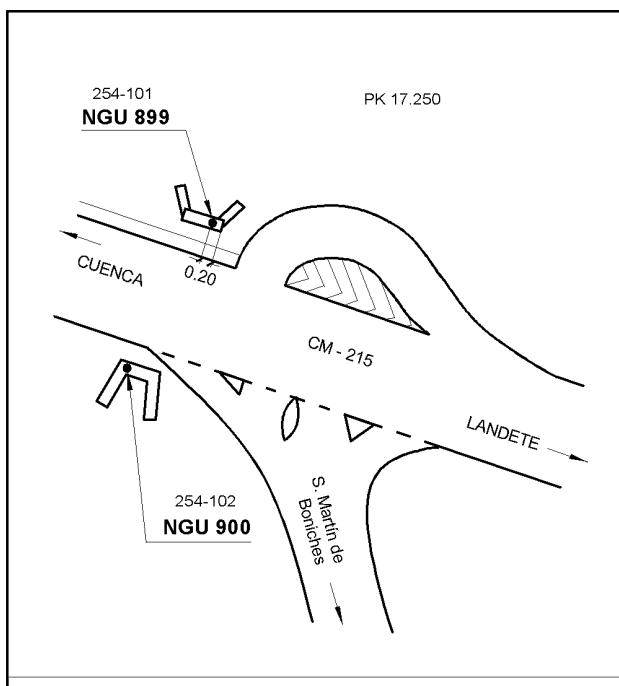 254-101
NGU 899
PK 17.250
CUENCA
0.20
CM - 215
LANDETE
S. Martín de
Boniches
254-102
NGU 900